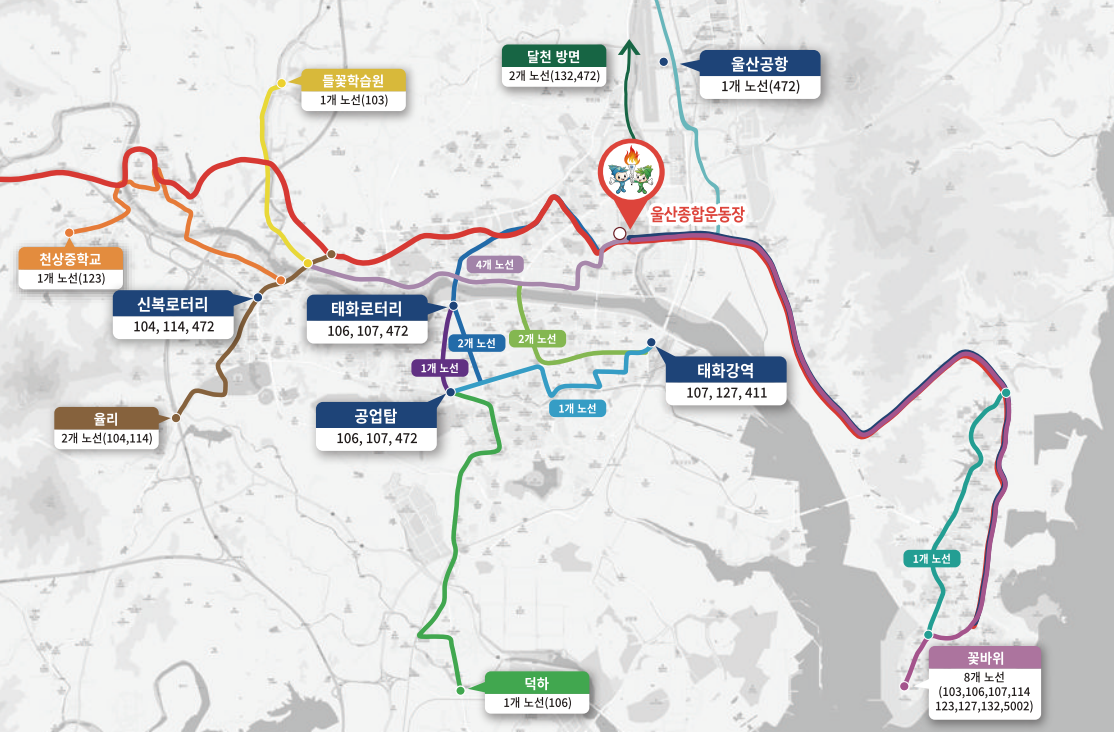 달천 방면
2개 노선(132,472)
울산공항
1개 노선(472)
들꽃학습원
1개 노선(103)
울산종합운동장
천상중학교
1개 노선(123)
4개 노선
신복로터리
104, 114, 472
태화로터리
106, 107, 472
2개 노선
2개 노선
1개 노선
태화강역
107, 127, 411
율리
2개 노선(104,114)
공업탑
106, 107, 472
1개 노선
1개 노선
꽃바위
8개 노선
(103,106,107,114
123,127,132,5002)
덕하
1개 노선(106)